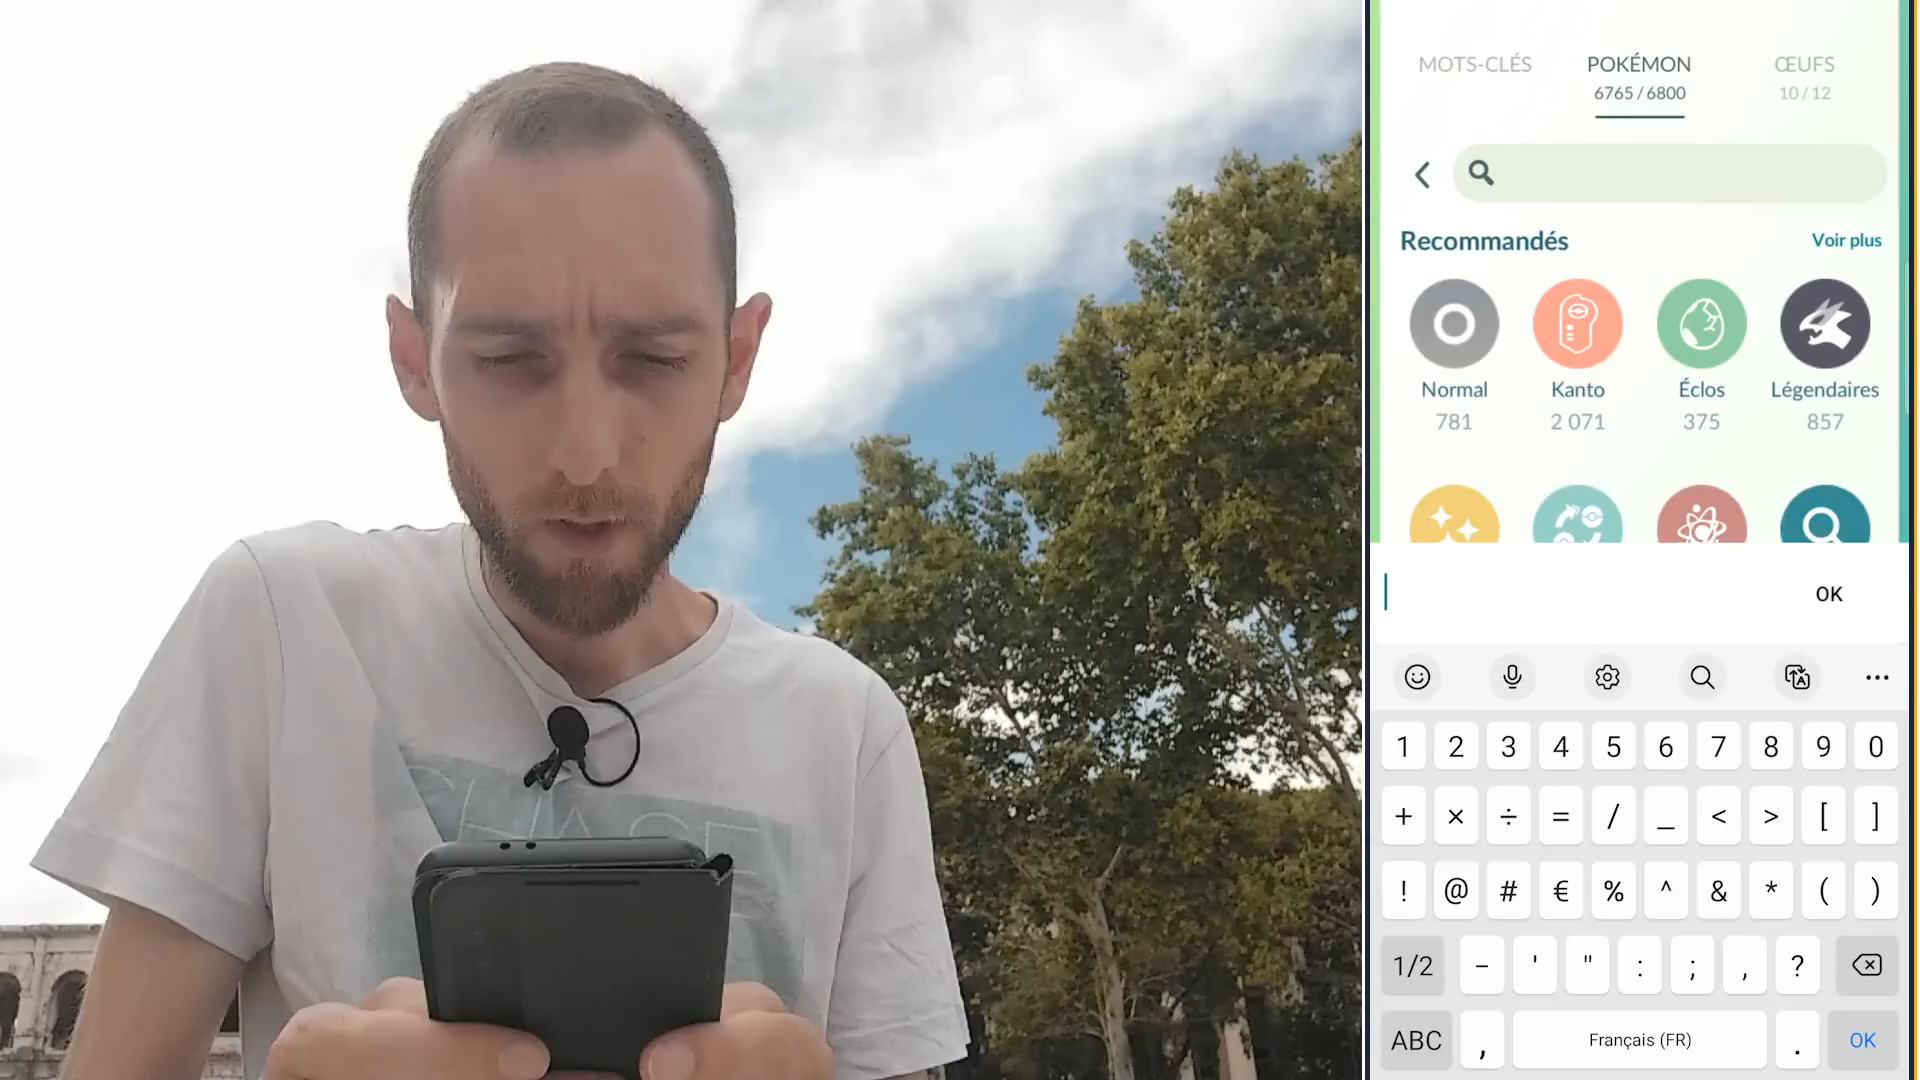 CHASE
MOTS-CLÉS
POKÉMON
6765 / 6800
ŒUFS
10 / 12
Recommandés
Voir plus
Normal
781
Kanto
2 071
Éclos
375
Légendaires
857
OK
1 2 3 4 5 6 7 8 9 0
+ × ÷ = / _ < > [ ]
! @ # € % ^ & * ( )
1/2 - ' " : ; , ?
ABC , Français (FR) . OK